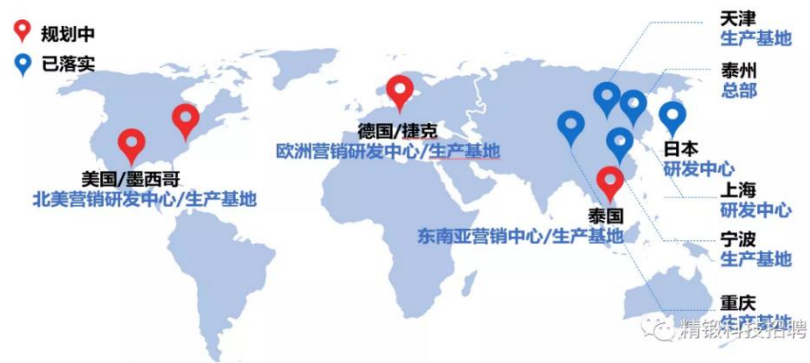 规划中
已落实
天津
生产基地
泰州
总部
德国/捷克
欧洲营销研发中心/生产基地
日本
研发中心
美国/墨西哥
北美营销研发中心/生产基地
上海
研发中心
泰国
东南亚营销中心/生产基地
宁波
生产基地
重庆
生产基地
精锻科技招聘